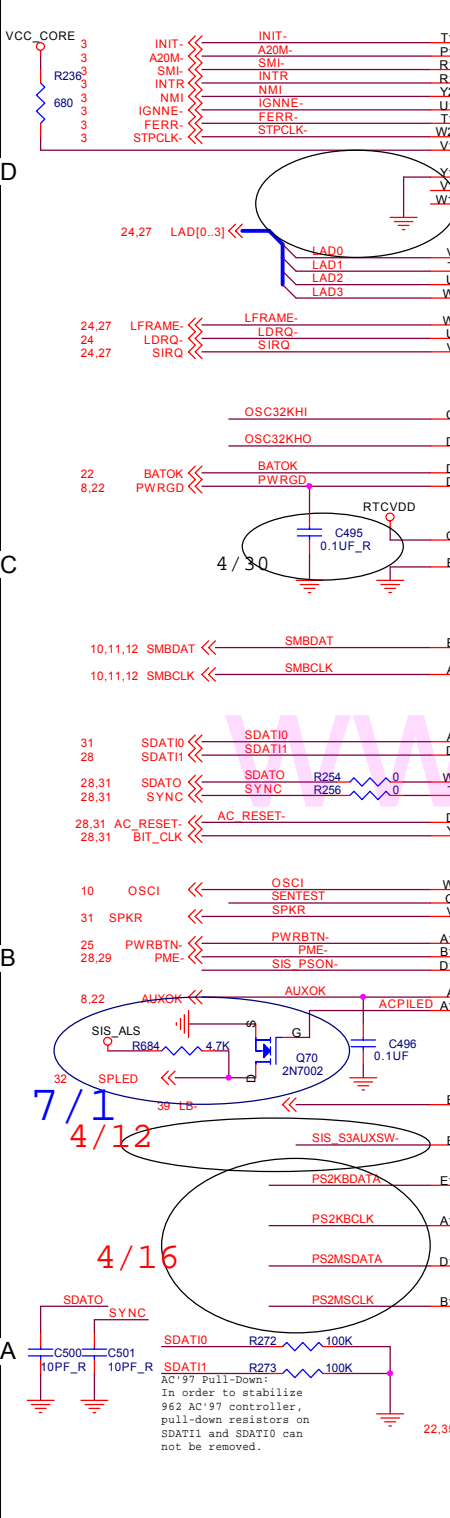 VCC_CORE
R236
680
3 INIT- INIT- T
3 A20M- A20M- P
3 SMI- SMI- R
3 INTR INTR R
3 NMI NMI Y2
3 IGNNE- IGNNE- U
3 FERR- FERR- T
3 STPCLK- STPCLK- W2
V
D
Y
V
W
24,27 LAD[0..3]
LAD0 V
LAD1
LAD2 U
LAD3 W
24,27 LFRAME- LFRAME- W
24 LDRQ- LDRQ- U
24,27 SIRQ SIRQ V
OSC32KHI
OSC32KHO
22 BATOK BATOK
8,22 PWRGD PWRGD
RTCVDD
C495
0.1UF_R
4/30
C
10,11,12 SMBDAT SMBDAT
10,11,12 SMBCLK SMBCLK
WW
31 SDATI0 SDATI0
28 SDATI1 SDATI1
28,31 SDATO SDATO R254 0 W
28,31 SYNC SYNC R256 0
28,31 AC_RESET- AC_RESET-
28,31 BIT_CLK
10 OSCI OSCI W
SENTEST
31 SPKR SPKR
25 PWRBTN- PWRBTN- A
28,29 PME- PME- B
SIS_PSON- D
B
8,22 AUXOK AUXOK
ACPILED A
SIS_ALS
R684 4.7K
S
G
D
Q70
2N7002
C496
0.1UF
32 SPLED
39 LB-
7/1
4/12
SIS_S3AUXSW-
PS2KBDATA E
PS2KBCLK A
4/16
PS2MSDATA D
PS2MSCLK B
SDATO
SYNC
A
C500
10PF_R
C501
10PF_R
SDATI0 R272 100K
SDATI1 R273 100K
AC'97 Pull-Down:
In order to stabilize
962 AC'97 controller,
pull-down resistors on
SDATI1 and SDATI0 can
not be removed.
22,35